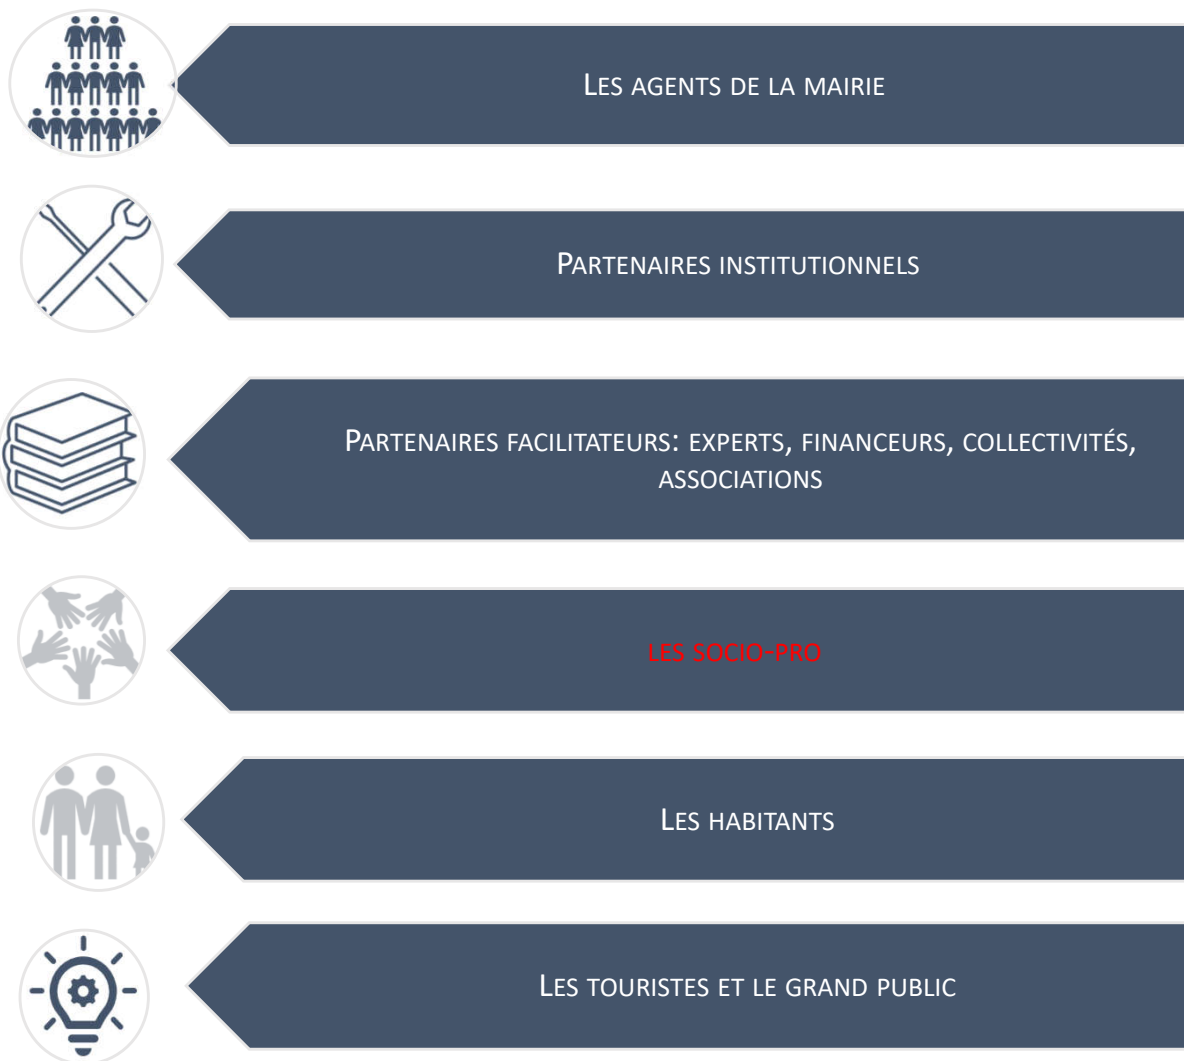 Les agents de la mairie
Partenaires institutionnels
Partenaires facilitateurs: experts, financeurs, collectivités,
associations
les socio-pro
Les habitants
Les touristes et le grand public